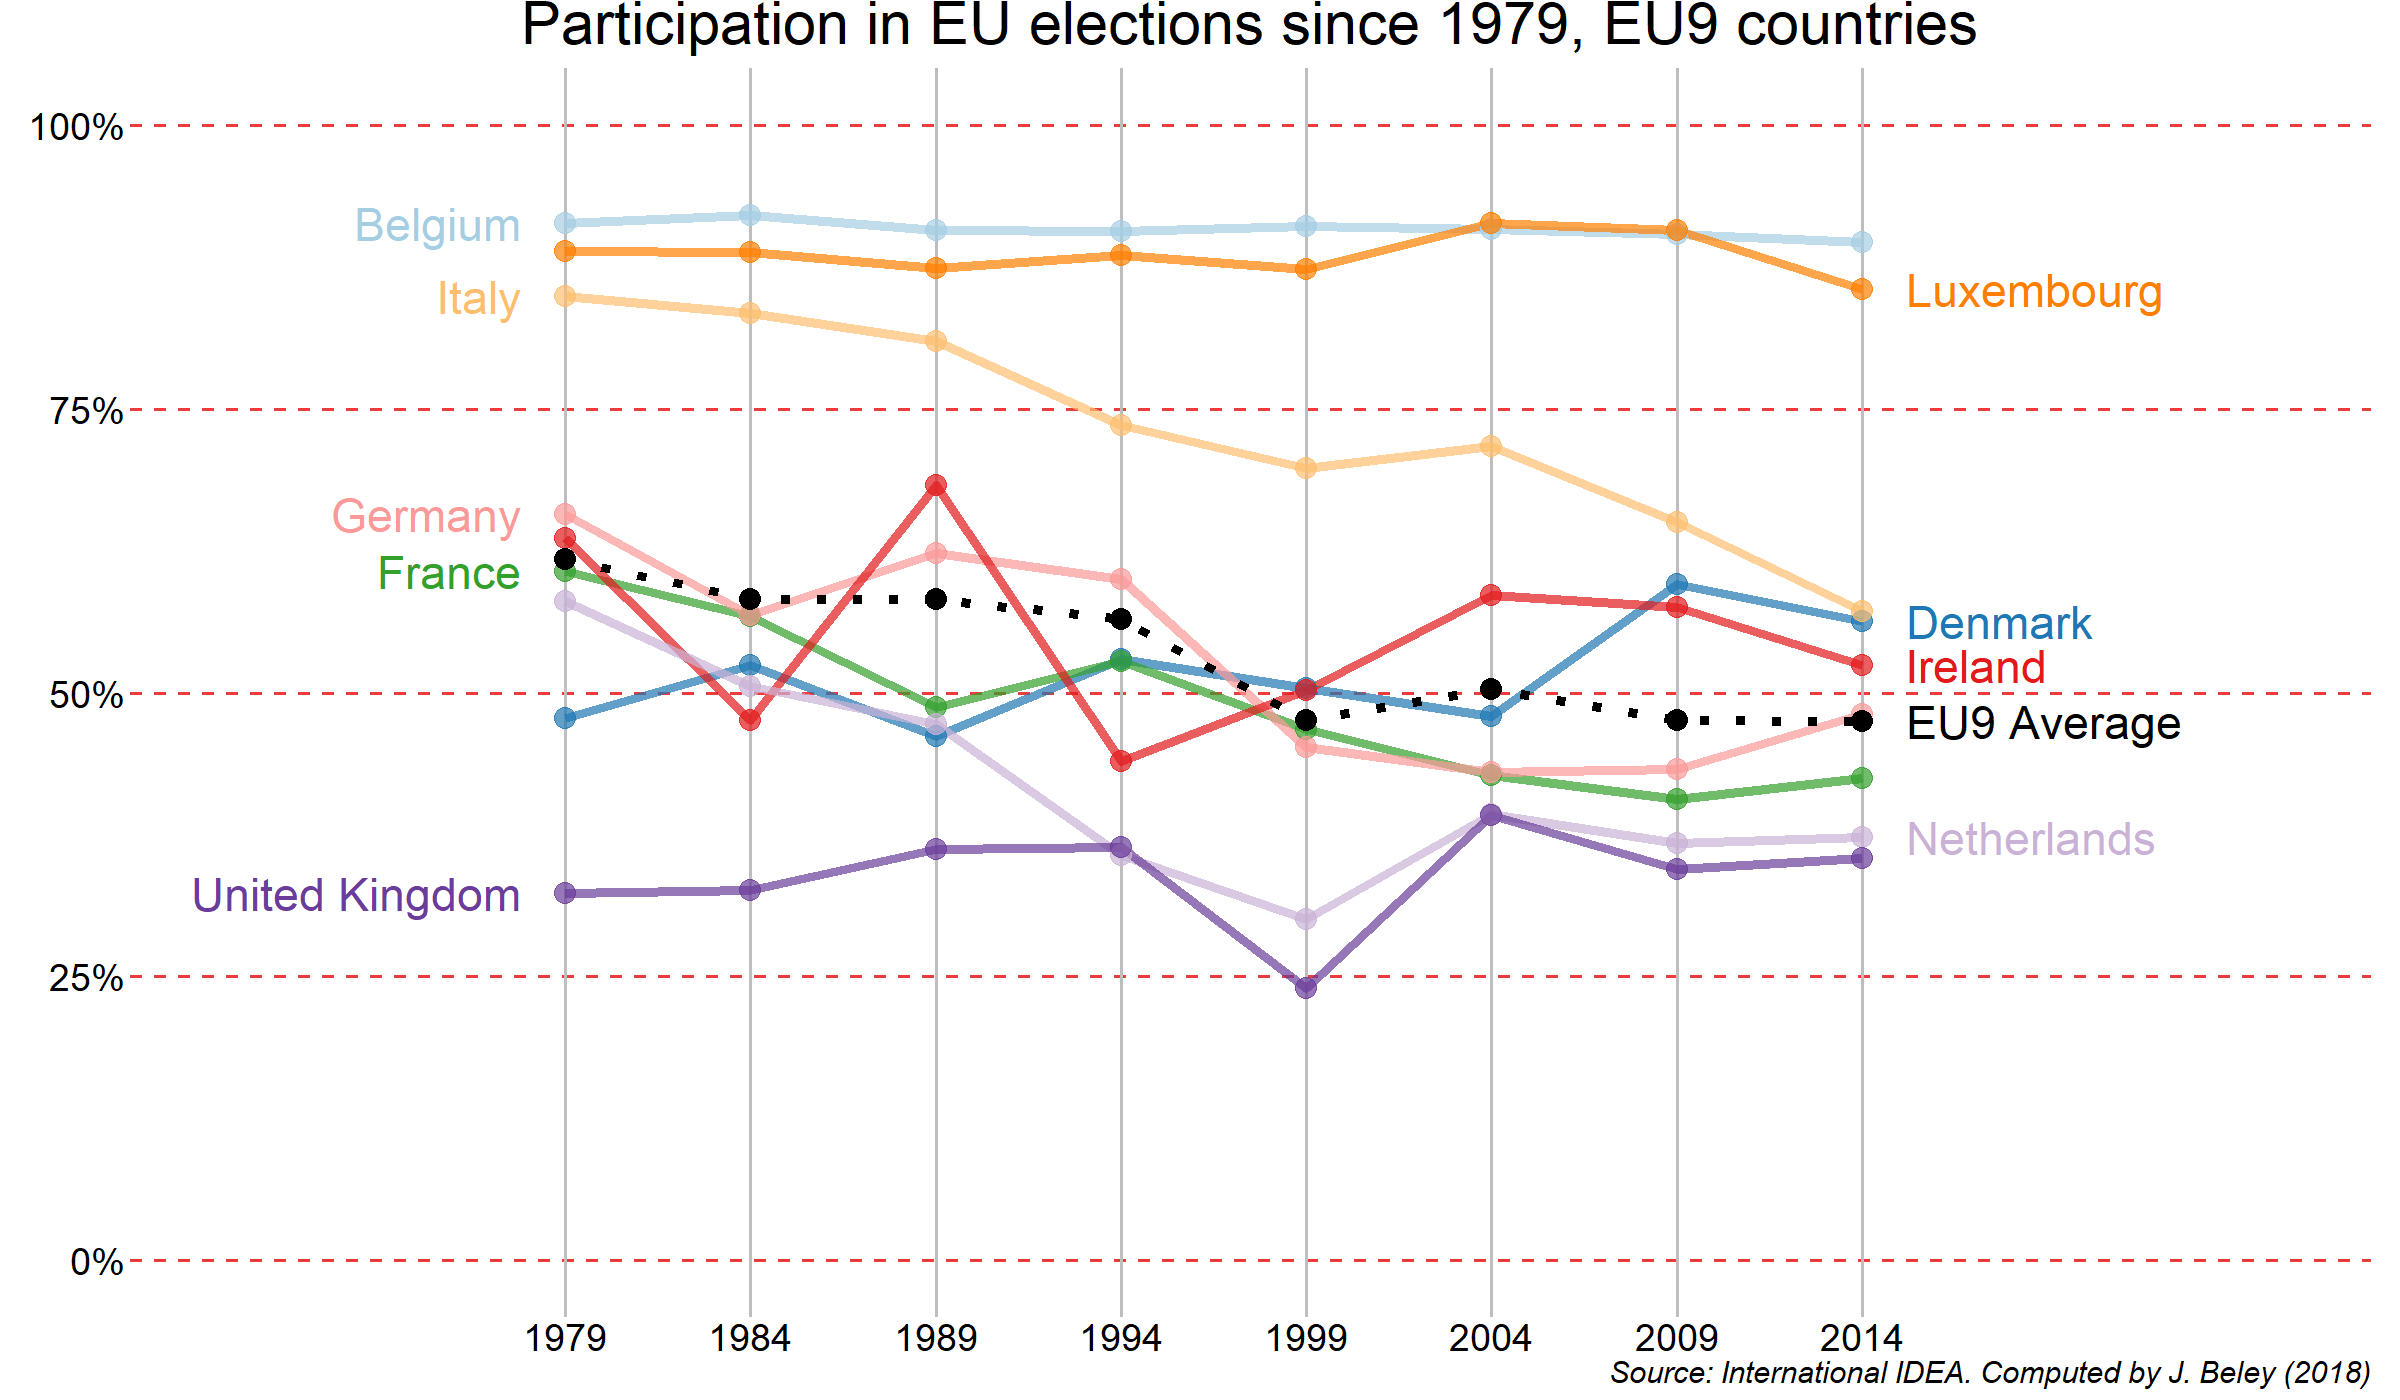 Participation in EU elections since 1979, EU9 countries
100%
Belgium
Luxembourg
Italy
75%
Germany
France
Denmark
Ireland
50%
EU9 Average
Netherlands
United Kingdom
25%
0%
1979 1984 1989 1994 1999 2004 2009 2014
Source: International IDEA. Computed by J. Beley (2018)